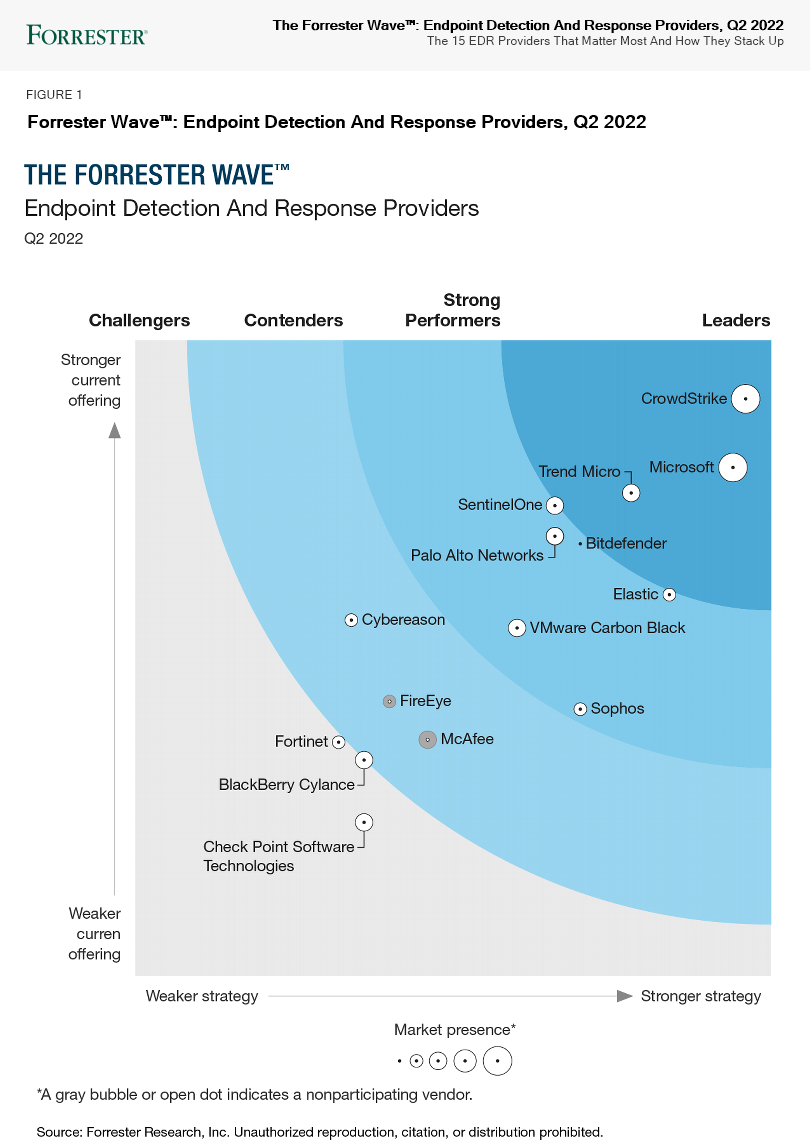 FORRESTER®
The Forrester Wave™: Endpoint Detection And Response Providers, Q2 2022
The 15 EDR Providers That Matter Most And How They Stack Up
FIGURE 1
Forrester Wave™: Endpoint Detection And Response Providers, Q2 2022
THE FORRESTER WAVE™
Endpoint Detection And Response Providers
Q2 2022
Challengers
Contenders
Strong
Performers
Leaders
Stronger
current
offering
CrowdStrike
Microsoft
Trend Micro
SentinelOne
Palo Alto Networks
Bitdefender
Elastic
Cybereason
VMware Carbon Black
FireEye
Sophos
McAfee
Fortinet
BlackBerry Cylance
Check Point Software
Technologies
Weaker
curren
offering
Weaker strategy
Stronger strategy
Market presence*
*A gray bubble or open dot indicates a nonparticipating vendor.
Source: Forrester Research, Inc. Unauthorized reproduction, citation, or distribution prohibited.